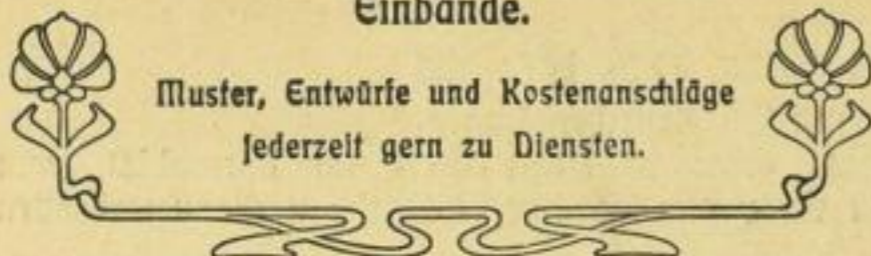 Einbände.
Muster, Entwürfe und Kostenanschläge
jederzeit gern zu Diensten.